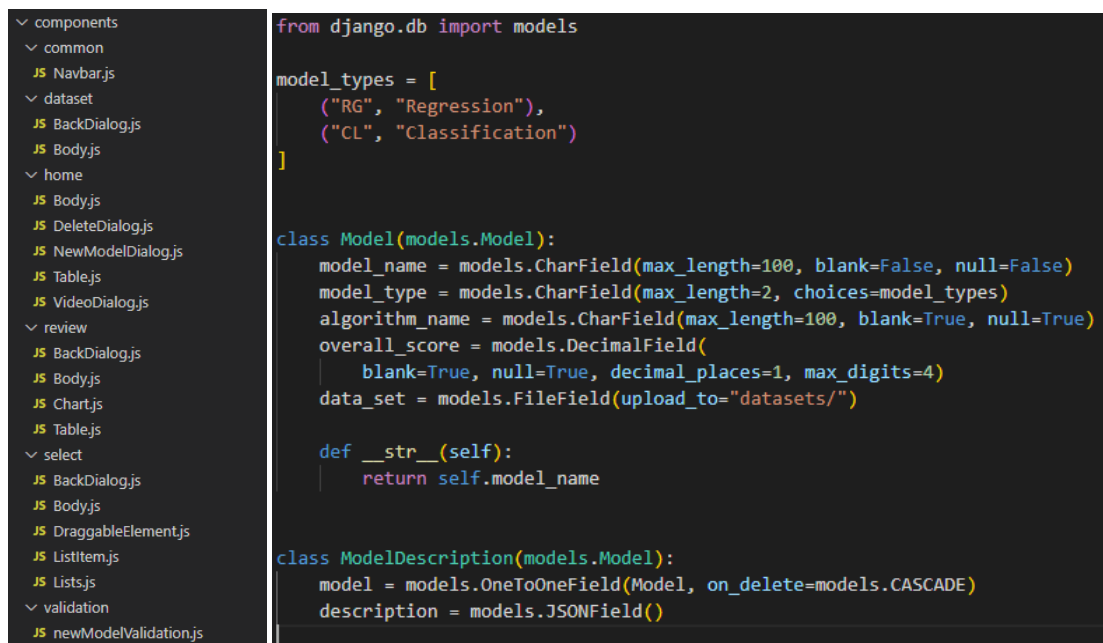 components
common
JS Navbar.js
dataset
JS BackDialog.js
JS Body.js
home
JS Body.js
JS DeleteDialog.js
JS NewModelDialog.js
JS Table.js
JS VideoDialog.js
review
JS BackDialog.js
JS Body.js
JS Chart.js
JS Table.js
select
JS BackDialog.js
JS Body.js
JS DraggableElement.js
JS ListItem.js
JS Lists.js
validation
JS newModelValidation.js
from django.db import models
model_types = [
    ("RG", "Regression"),
    ("CL", "Classification")
]
class Model(models.Model):
    model_name = models.CharField(max_length=100, blank=False, null=False)
    model_type = models.CharField(max_length=2, choices=model_types)
    algorithm_name = models.CharField(max_length=100, blank=True, null=True)
    overall_score = models.DecimalField(
        blank=True, null=True, decimal_places=1, max_digits=4)
    data_set = models.FileField(upload_to="datasets/")
    def __str__(self):
        return self.model_name
class ModelDescription(models.Model):
    model = models.OneToOneField(Model, on_delete=models.CASCADE)
    description = models.JSONField()